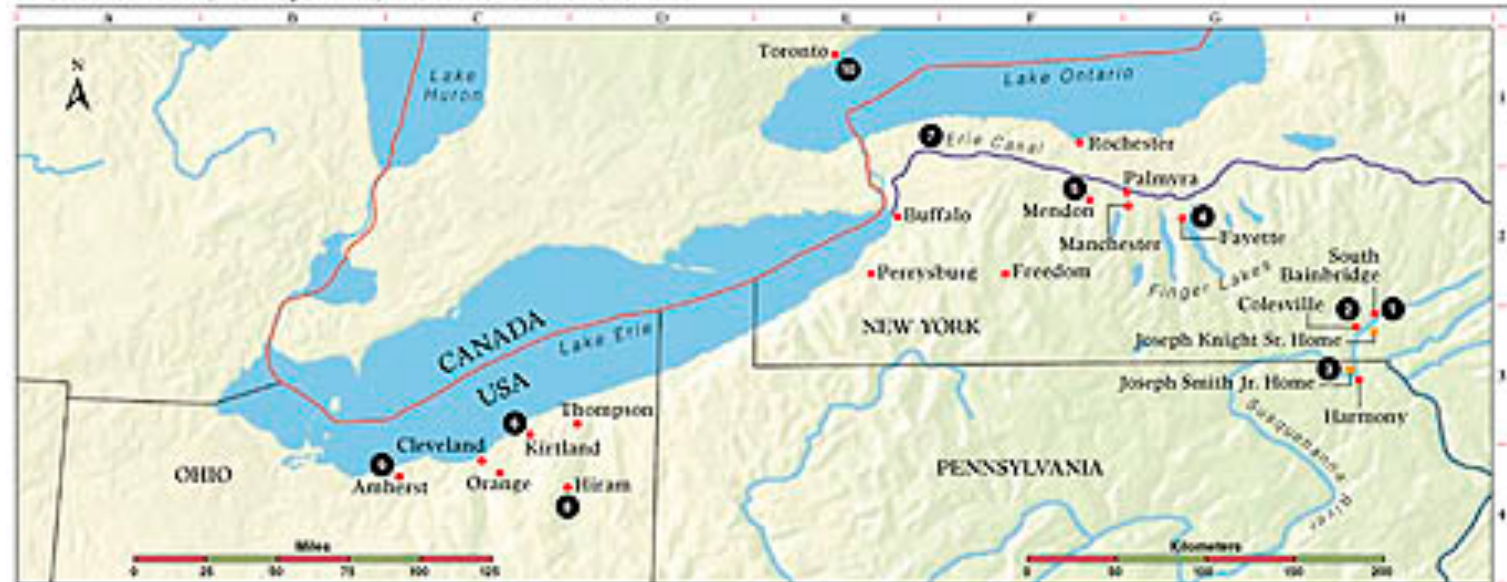 A B C D E F G H
N
Toronto
10
Lake Ontario
1
Lake
Huron
7
Erie Canal
Rochester
Palmyra
5
Mendon
Buffalo
4
Manchester
Fayette
2
Perrysburg
Freedom
Finger Lakes
South
Bainbridge
Colesville
2
1
NEW YORK
Joseph Knight Sr. Home
CANADA
Lake Erie
USA
3
Joseph Smith Jr. Home
3
Harmony
Susquehanna River
Thompson
Kirtland
Cleveland
OHIO
Amherst
Orange
Hiram
PENNSYLVANIA
4
Miles
0 25 50 75 100 125
Kilometers
0 50 100 150 200